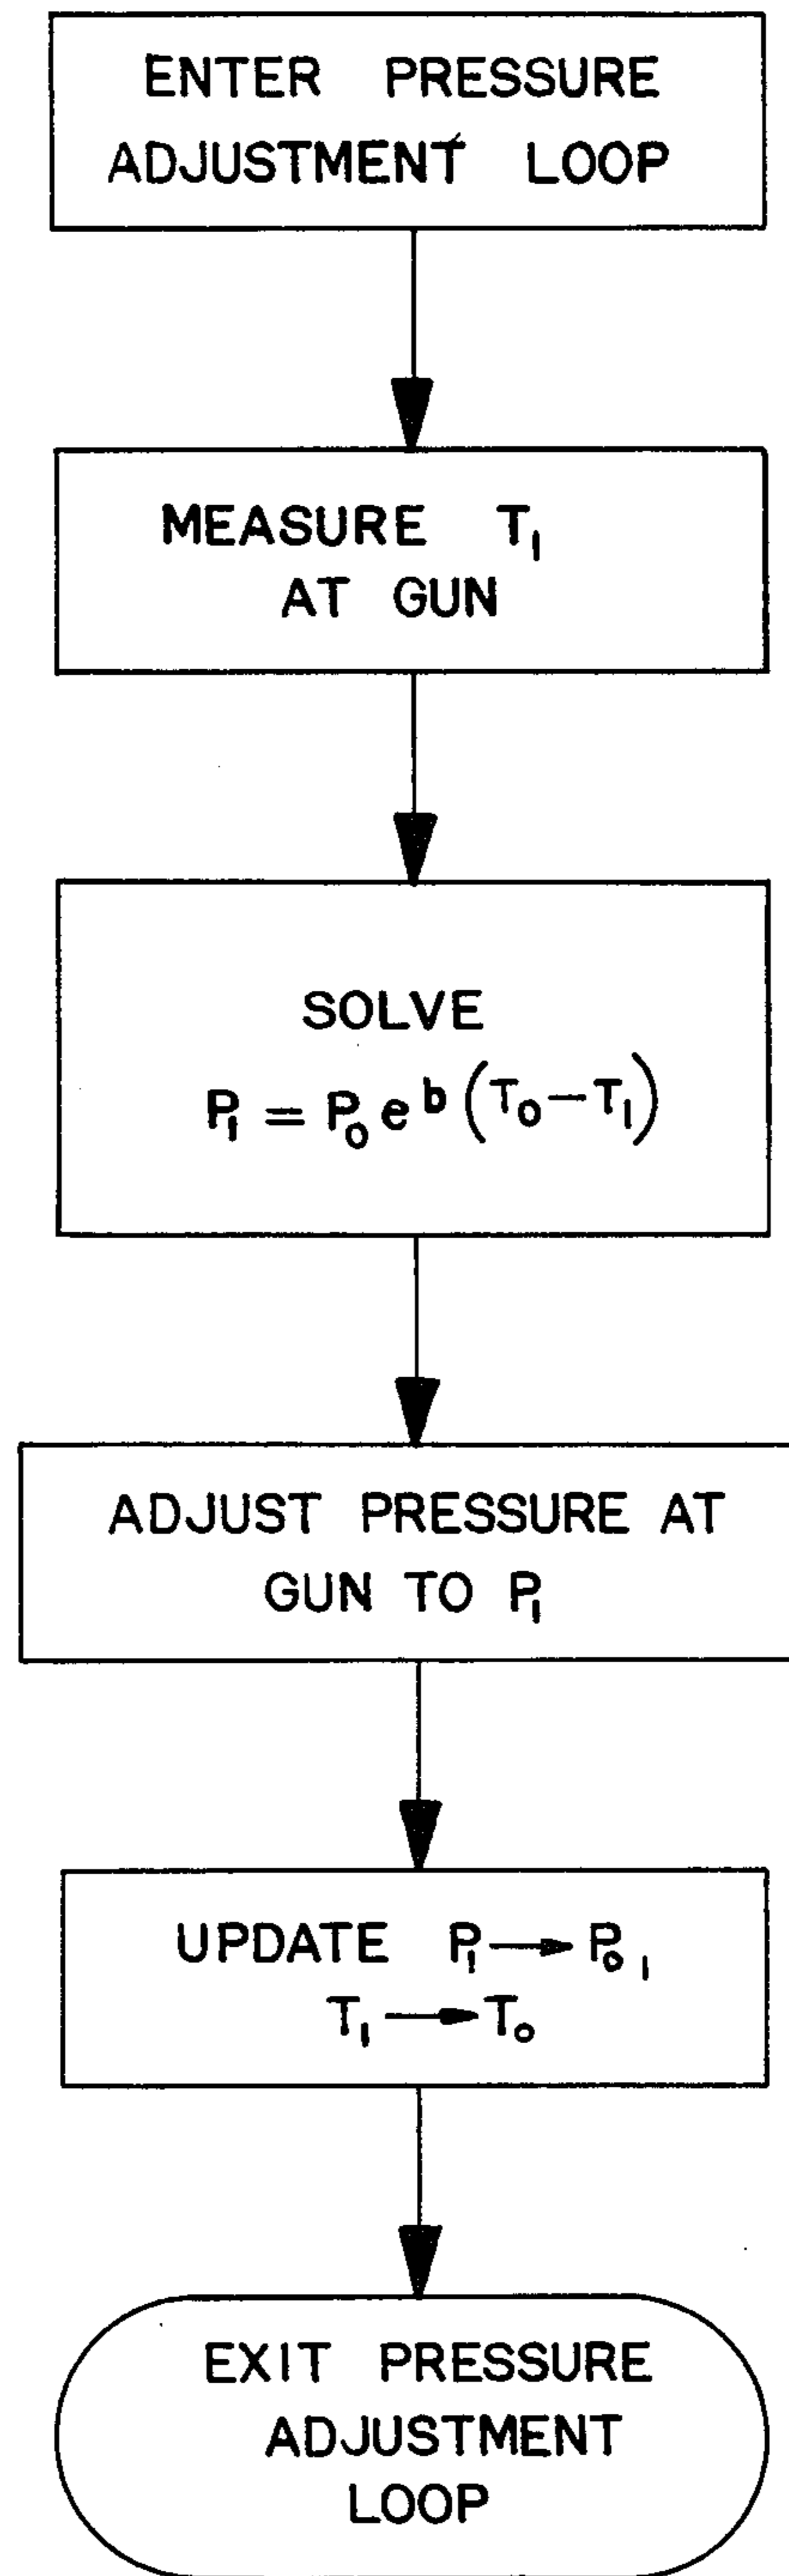 ENTER PRESSURE
ADJUSTMENT LOOP
MEASURE T₁
AT GUN
SOLVE
P₁ = P₀ e ᵇ ⁽ᵀ₀ ⁻ ᵀ₁⁾
ADJUST PRESSURE AT
GUN TO P₁
UPDATE P₁ → P₀ ,
T₁ → T₀
EXIT PRESSURE
ADJUSTMENT
LOOP